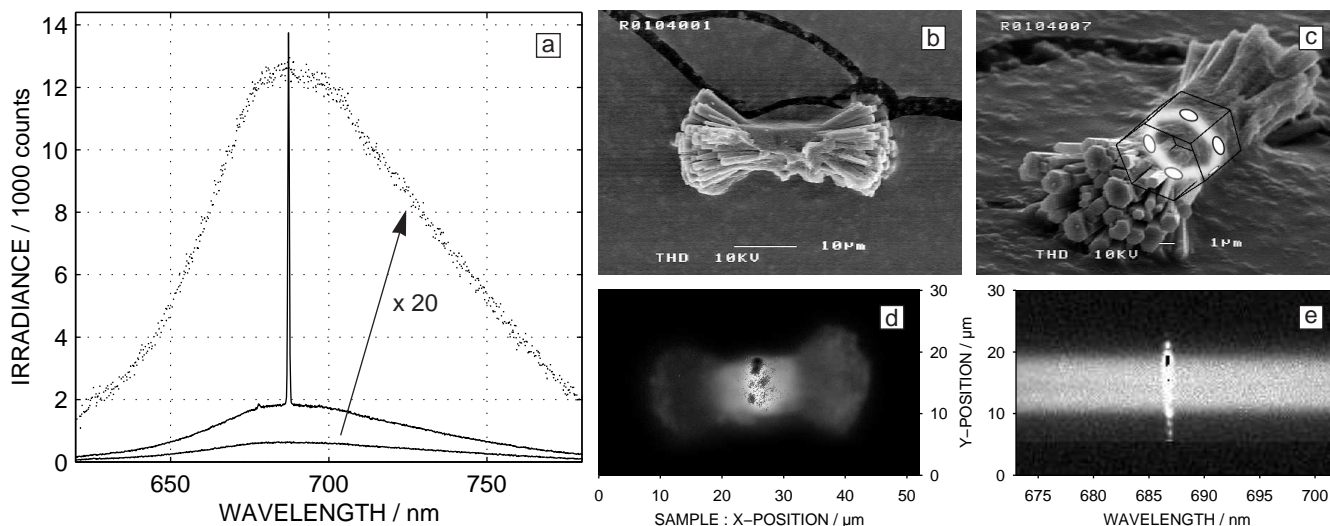 a
IRRADIANCE / 1000 counts
14
12
10
8
6
4
2
0
x 20
650
700
750
WAVELENGTH / nm
R0104001
b
10µm
THD 10KV
R0104007
c
1µm
THD 10KV
d
30
20
10
0
0
10
20
30
40
50
SAMPLE : X−POSITION / µm
Y−POSITION / µm
e
30
20
10
0
675
680
685
690
695
700
WAVELENGTH / nm